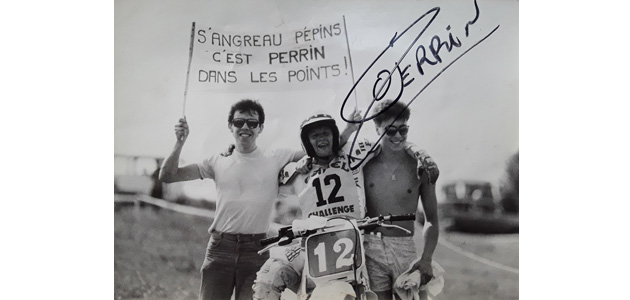 S'ANGREAU PÉPINS
C'EST PERRIN
DANS LES POINTS!
PERRIN
12
CHALLENGE
12